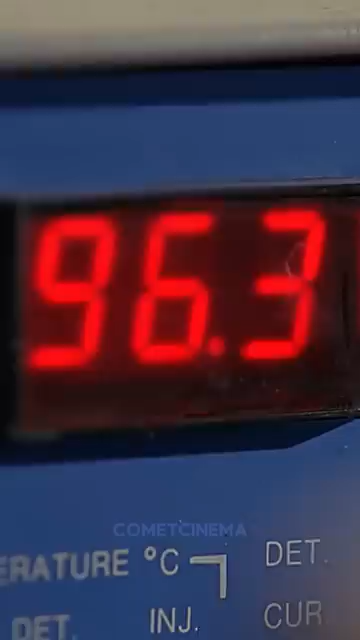 96.3
COMETCINEMA
ERATURE °C
DET.
DET.
INJ.
CUR.